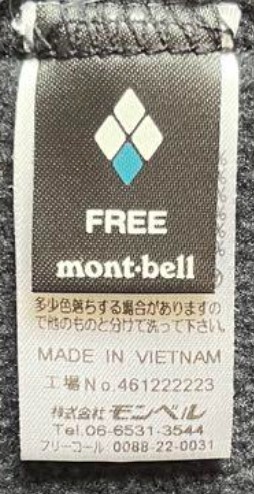 FREE
mont·bell
多少色落ちする場合がありますの
で他のものと分けて洗って下さい。
MADE IN VIETNAM
工場No.461222223
株式会社 モンベル
Tel.06-6531-3544
フリーコール 0088-22-0031